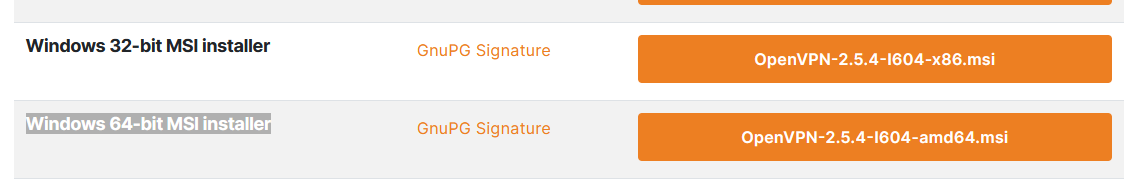 Windows 32-bit MSI installer GnuPG Signature OpenVPN-2.5.4-I604-x86.msi
Windows 64-bit MSI installer GnuPG Signature OpenVPN-2.5.4-I604-amd64.msi